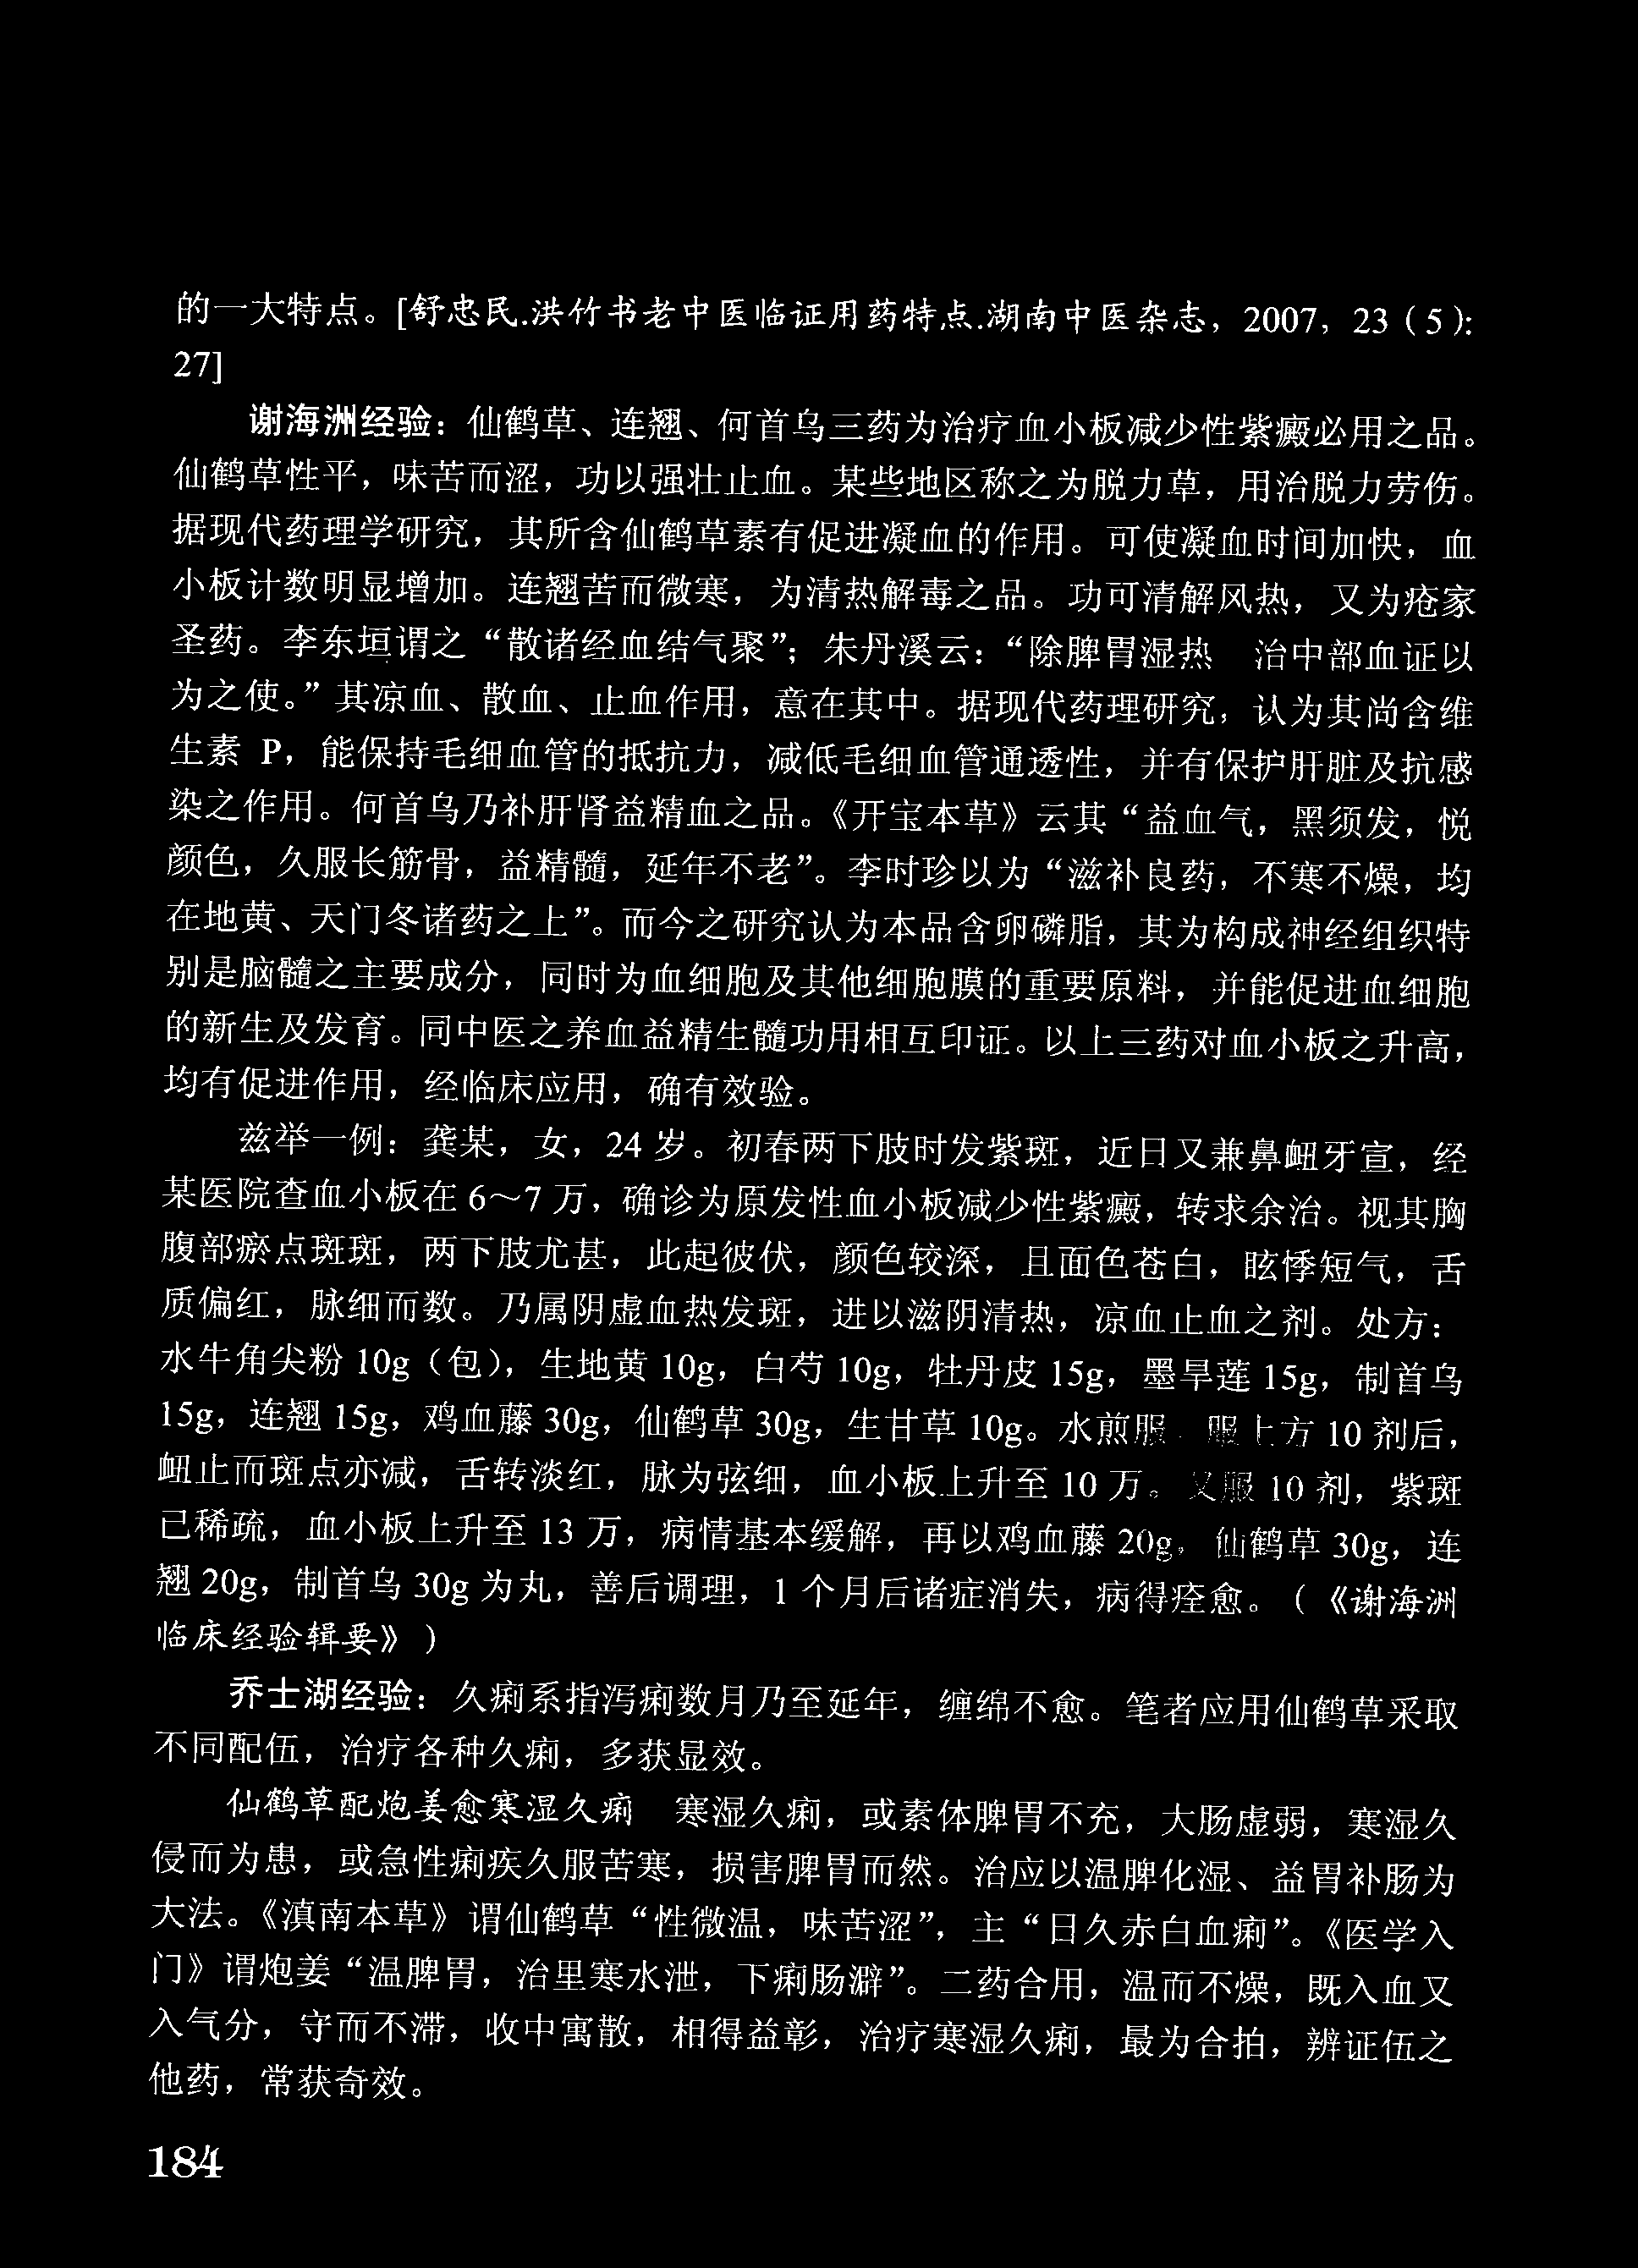 的一大特点。[舒忠民.洪竹书老中医临证用药特点.湖南中医杂志，2007，23（5）：
27]
谢海洲经验：仙鹤草、连翘、何首乌三药为治疗血小板减少性紫癜必用之品。
仙鹤草性平，味苦而涩，功以强壮止血。某些地区称之为脱力草，用治脱力劳伤。
据现代药理学研究，其所含仙鹤草素有促进凝血的作用。可使凝血时间加快，血
小板计数明显增加。连翘苦而微寒，为清热解毒之品。功可清解风热，又为疮家
圣药。李东垣谓之“散诸经血结气聚”；朱丹溪云：“除脾胃湿热　治中部血证以
为之使。”其凉血、散血、止血作用，意在其中。据现代药理研究，认为其尚含维
生素 P，能保持毛细血管的抵抗力，减低毛细血管通透性，并有保护肝脏及抗感
染之作用。何首乌乃补肝肾益精血之品。《开宝本草》云其“益血气，黑须发，悦
颜色，久服长筋骨，益精髓，延年不老”。李时珍以为“滋补良药，不寒不燥，均
在地黄、天门冬诸药之上”。而今之研究认为本品含卵磷脂，其为构成神经组织特
别是脑髓之主要成分，同时为血细胞及其他细胞膜的重要原料，并能促进血细胞
的新生及发育。同中医之养血益精生髓功用相互印证。以上三药对血小板之升高，
均有促进作用，经临床应用，确有效验。
兹举一例：龚某，女，24 岁。初春两下肢时发紫斑，近日又兼鼻衄牙宣，经
某医院查血小板在 6～7 万，确诊为原发性血小板减少性紫癜，转求余治。视其胸
腹部瘀点斑斑，两下肢尤甚，此起彼伏，颜色较深，且面色苍白，眩悸短气，舌
质偏红，脉细而数。乃属阴虚血热发斑，进以滋阴清热，凉血止血之剂。处方：
水牛角尖粉 10g（包），生地黄 10g，白芍 10g，牡丹皮 15g，墨旱莲 15g，制首乌
15g，连翘 15g，鸡血藤 30g，仙鹤草 30g，生甘草 10g。水煎服 服上方 10 剂后，
衄止而斑点亦减，舌转淡红，脉为弦细，血小板上升至 10 万。又服 10 剂，紫斑
已稀疏，血小板上升至 13 万，病情基本缓解，再以鸡血藤 20g，仙鹤草 30g，连
翘 20g，制首乌 30g 为丸，善后调理，1 个月后诸症消失，病得痊愈。（《谢海洲
临床经验辑要》）
乔士湖经验：久痢系指泻痢数月乃至延年，缠绵不愈。笔者应用仙鹤草采取
不同配伍，治疗各种久痢，多获显效。
仙鹤草配炮姜愈寒湿久痢　寒湿久痢，或素体脾胃不充，大肠虚弱，寒湿久
侵而为患，或急性痢疾久服苦寒，损害脾胃而然。治应以温脾化湿、益胃补肠为
大法。《滇南本草》谓仙鹤草“性微温，味苦涩”，主“日久赤白血痢”。《医学入
门》谓炮姜“温脾胃，治里寒水泄，下痢肠澼”。二药合用，温而不燥，既入血又
入气分，守而不滞，收中寓散，相得益彰，治疗寒湿久痢，最为合拍，辨证伍之
他药，常获奇效。
184